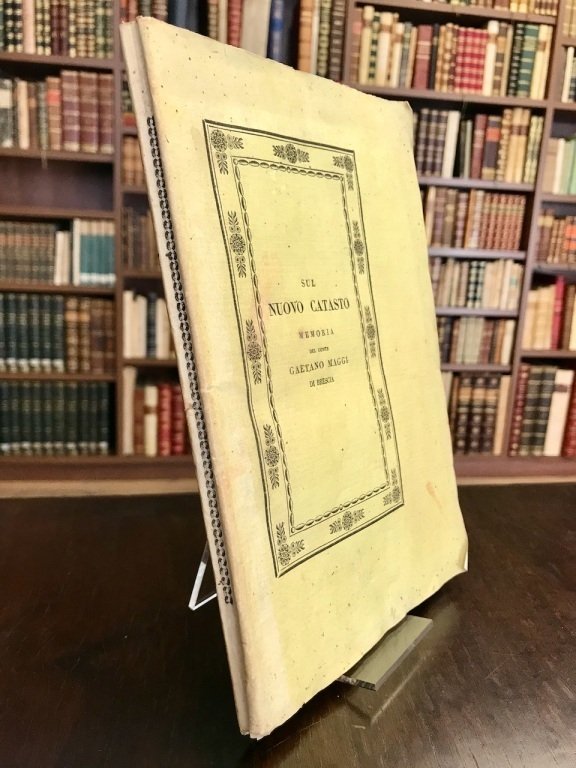 SUL
NUOVO CATASTO
MEMORIA
DEL CONTE
GAETANO MAGGI
DI BRESCIA